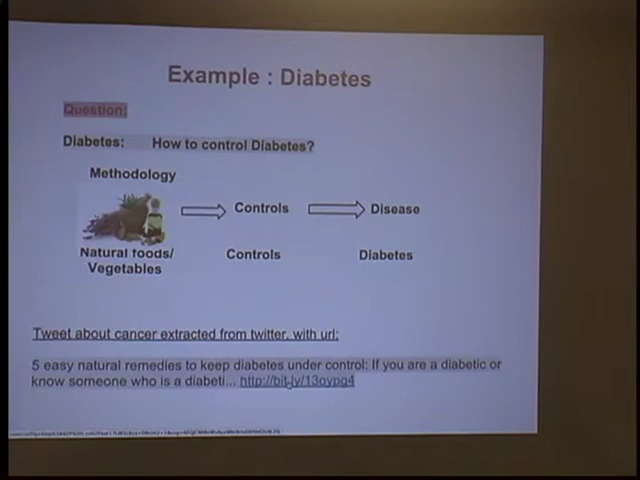 Example : Diabetes
Question:
Diabetes: How to control Diabetes?
Methodology
Controls Disease
Natural foods/ Controls Diabetes
Vegetables
Tweet about cancer extracted from twitter, with url:
5 easy natural remedies to keep diabetes under control: If you are a diabetic or
know someone who is a diabeti... http://bit.ly/13oypg4